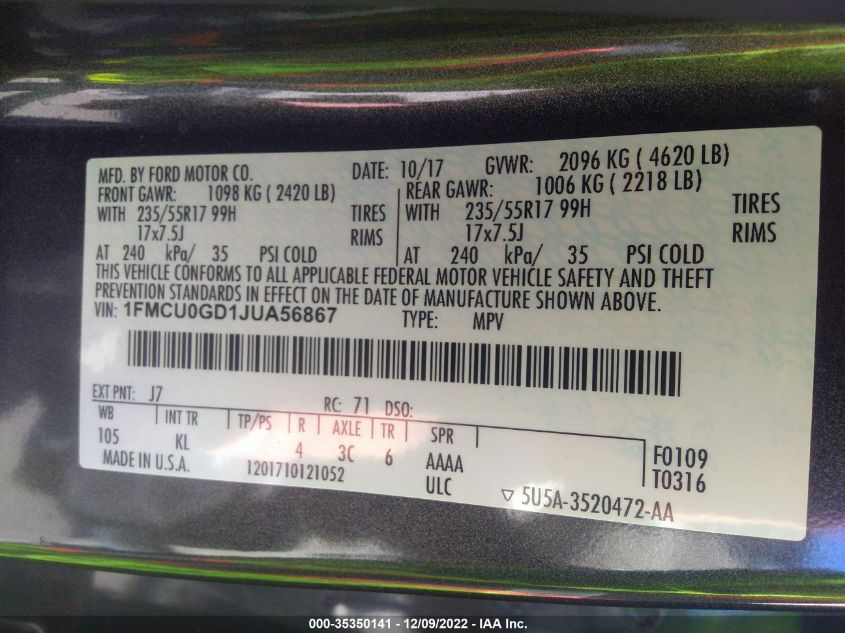 MFD. BY FORD MOTOR CO. DATE: 10/17 GVWR: 2096 KG ( 4620 LB)
FRONT GAWR: 1098 KG ( 2420 LB) REAR GAWR: 1006 KG ( 2218 LB)
WITH 235/55R17 99H TIRES WITH 235/55R17 99H TIRES
17x7.5J RIMS 17x7.5J RIMS
AT 240 kPa/ 35 PSI COLD AT 240 kPa/ 35 PSI COLD
THIS VEHICLE CONFORMS TO ALL APPLICABLE FEDERAL MOTOR VEHICLE SAFETY AND THEFT
PREVENTION STANDARDS IN EFFECT ON THE DATE OF MANUFACTURE SHOWN ABOVE.
VIN: 1FMCU0GD1JUA56867 TYPE: MPV
EXT PNT: J7 RC: 71 DSO:
WB INT TR TP/PS R AXLE TR SPR
105 KL 4 3C 6 AAAA F0109
MADE IN U.S.A. 1201710121052 ULC T0316
5U5A-3520472-AA
000-35350141 - 12/09/2022 - IAA Inc.